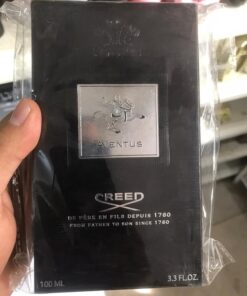 AVENTUS
CREED
DE PÈRE EN FILS DEPUIS 1760
FROM FATHER TO SON SINCE 1760
100 ML 3.3 FL.OZ.